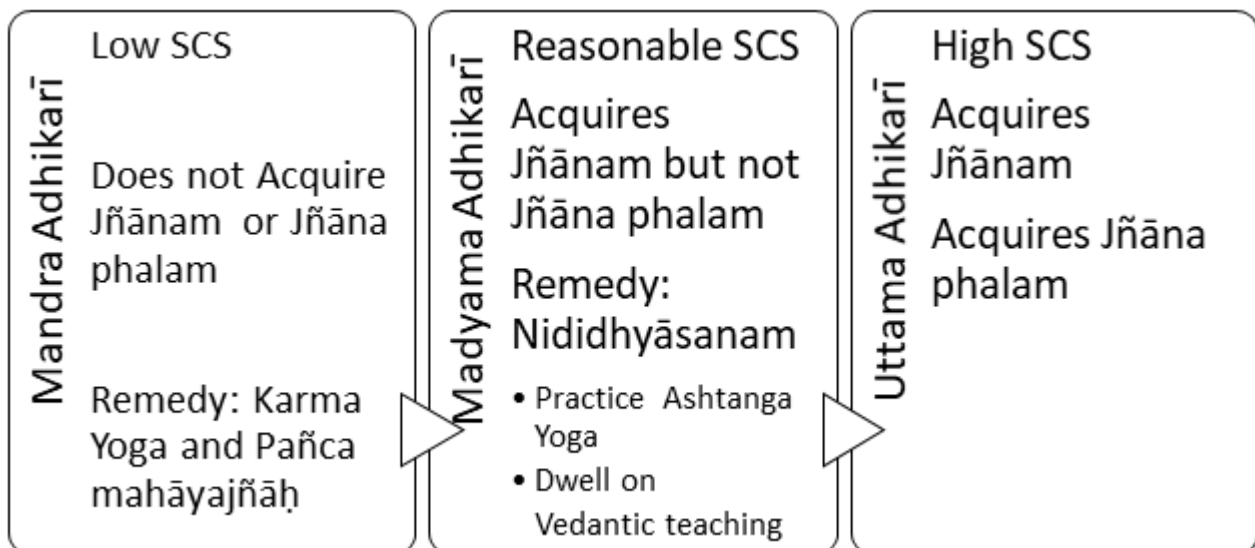 Mandra Adhikarī
Low SCS
Does not Acquire
Jñānam or Jñāna
phalam
Remedy: Karma
Yoga and Pañca
mahāyajñāḥ
Madyama Adhikarī
Reasonable SCS
Acquires
Jñānam but not
Jñāna phalam
Remedy:
Nididhyāsanam
• Practice Ashtanga
Yoga
• Dwell on
Vedantic teaching
Uttama Adhikarī
High SCS
Acquires
Jñānam
Acquires Jñāna
phalam